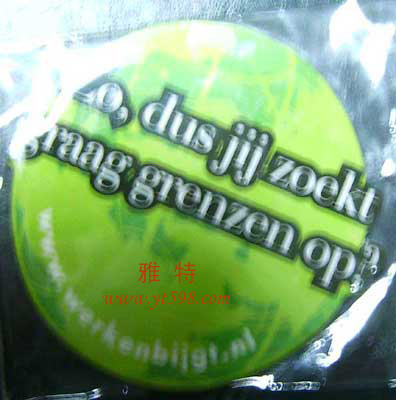 Zo, dus jij zoekt
graag grenzen op?
雅 特
www.yt598.com
www.werkenbijgt.nl